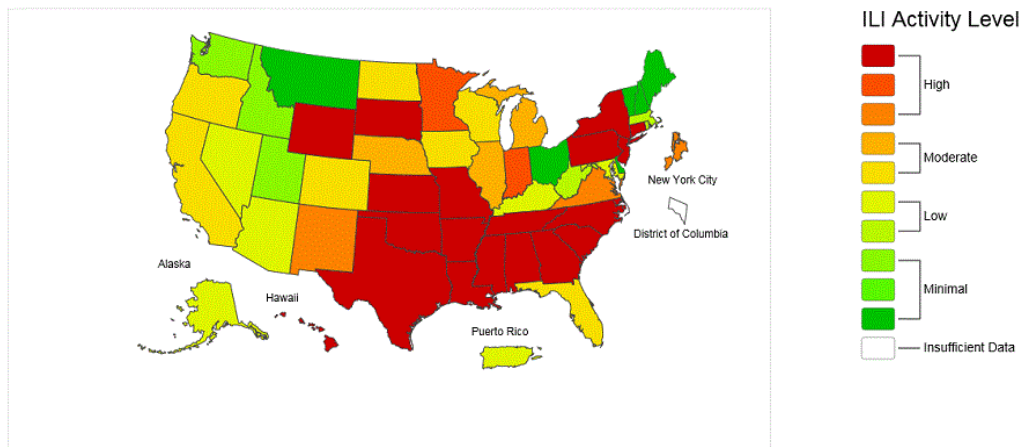 ILI Activity Level
High
Moderate
New York City
Low
District of Columbia
Alaska
Hawaii
Minimal
Puerto Rico
Insufficient Data